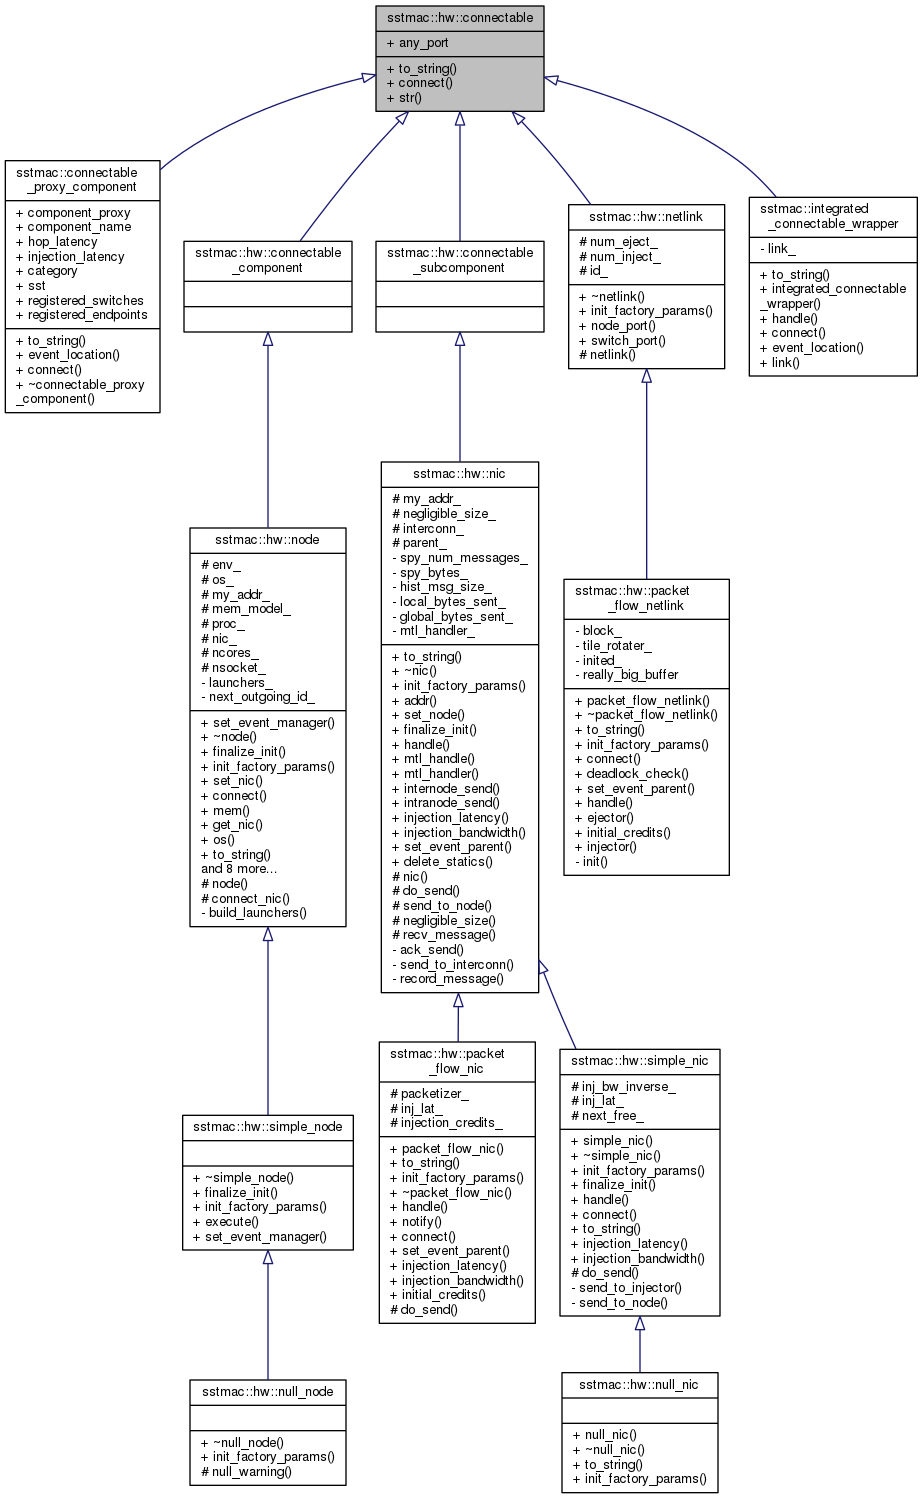 sstmac::hw::connectable
+ any_port
+ to_string()
+ connect()
+ str()
sstmac::connectable
_proxy_component
+ component_proxy
+ component_name
+ hop_latency
+ injection_latency
+ category
+ sst
+ registered_switches
+ registered_endpoints
+ to_string()
+ event_location()
+ connect()
+ ~connectable_proxy
_component()
sstmac::hw::connectable
_component
sstmac::hw::connectable
_subcomponent
sstmac::hw::netlink
# num_eject_
# num_inject_
# id_
+ ~netlink()
+ init_factory_params()
+ node_port()
+ switch_port()
# netlink()
sstmac::integrated
_connectable_wrapper
- link_
+ to_string()
+ integrated_connectable
_wrapper()
+ handle()
+ connect()
+ event_location()
+ link()
sstmac::hw::node
# env_
# os_
# my_addr_
# mem_model_
# proc_
# nic_
# ncores_
# nsocket_
- launchers_
- next_outgoing_id_
+ set_event_manager()
+ ~node()
+ finalize_init()
+ init_factory_params()
+ set_nic()
+ connect()
+ mem()
+ get_nic()
+ os()
+ to_string()
and 8 more...
# node()
# connect_nic()
- build_launchers()
sstmac::hw::nic
# my_addr_
# negligible_size_
# interconn_
# parent_
- spy_num_messages_
- spy_bytes_
- hist_msg_size_
- local_bytes_sent_
- global_bytes_sent_
- mtl_handler_
+ to_string()
+ ~nic()
+ init_factory_params()
+ addr()
+ set_node()
+ finalize_init()
+ handle()
+ mtl_handle()
+ mtl_handler()
+ internode_send()
+ intranode_send()
+ injection_latency()
+ injection_bandwidth()
+ set_event_parent()
+ delete_statics()
# nic()
# do_send()
# send_to_node()
# negligible_size()
# recv_message()
- ack_send()
- send_to_interconn()
- record_message()
sstmac::hw::packet
_flow_netlink
- block_
- tile_rotater_
- inited_
- really_big_buffer
+ packet_flow_netlink()
+ ~packet_flow_netlink()
+ to_string()
+ init_factory_params()
+ connect()
+ deadlock_check()
+ set_event_parent()
+ handle()
+ ejector()
+ initial_credits()
+ injector()
- init()
sstmac::hw::simple_node
+ ~simple_node()
+ finalize_init()
+ init_factory_params()
+ execute()
+ set_event_manager()
sstmac::hw::packet
_flow_nic
# packetizer_
# inj_lat_
# injection_credits_
+ packet_flow_nic()
+ to_string()
+ init_factory_params()
+ ~packet_flow_nic()
+ handle()
+ notify()
+ connect()
+ set_event_parent()
+ injection_latency()
+ injection_bandwidth()
+ initial_credits()
# do_send()
sstmac::hw::simple_nic
# inj_bw_inverse_
# inj_lat_
# next_free_
+ simple_nic()
+ ~simple_nic()
+ init_factory_params()
+ finalize_init()
+ handle()
+ connect()
+ to_string()
+ injection_latency()
+ injection_bandwidth()
# do_send()
- send_to_injector()
- send_to_node()
sstmac::hw::null_node
+ ~null_node()
+ init_factory_params()
# null_warning()
sstmac::hw::null_nic
+ null_nic()
+ ~null_nic()
+ to_string()
+ init_factory_params()